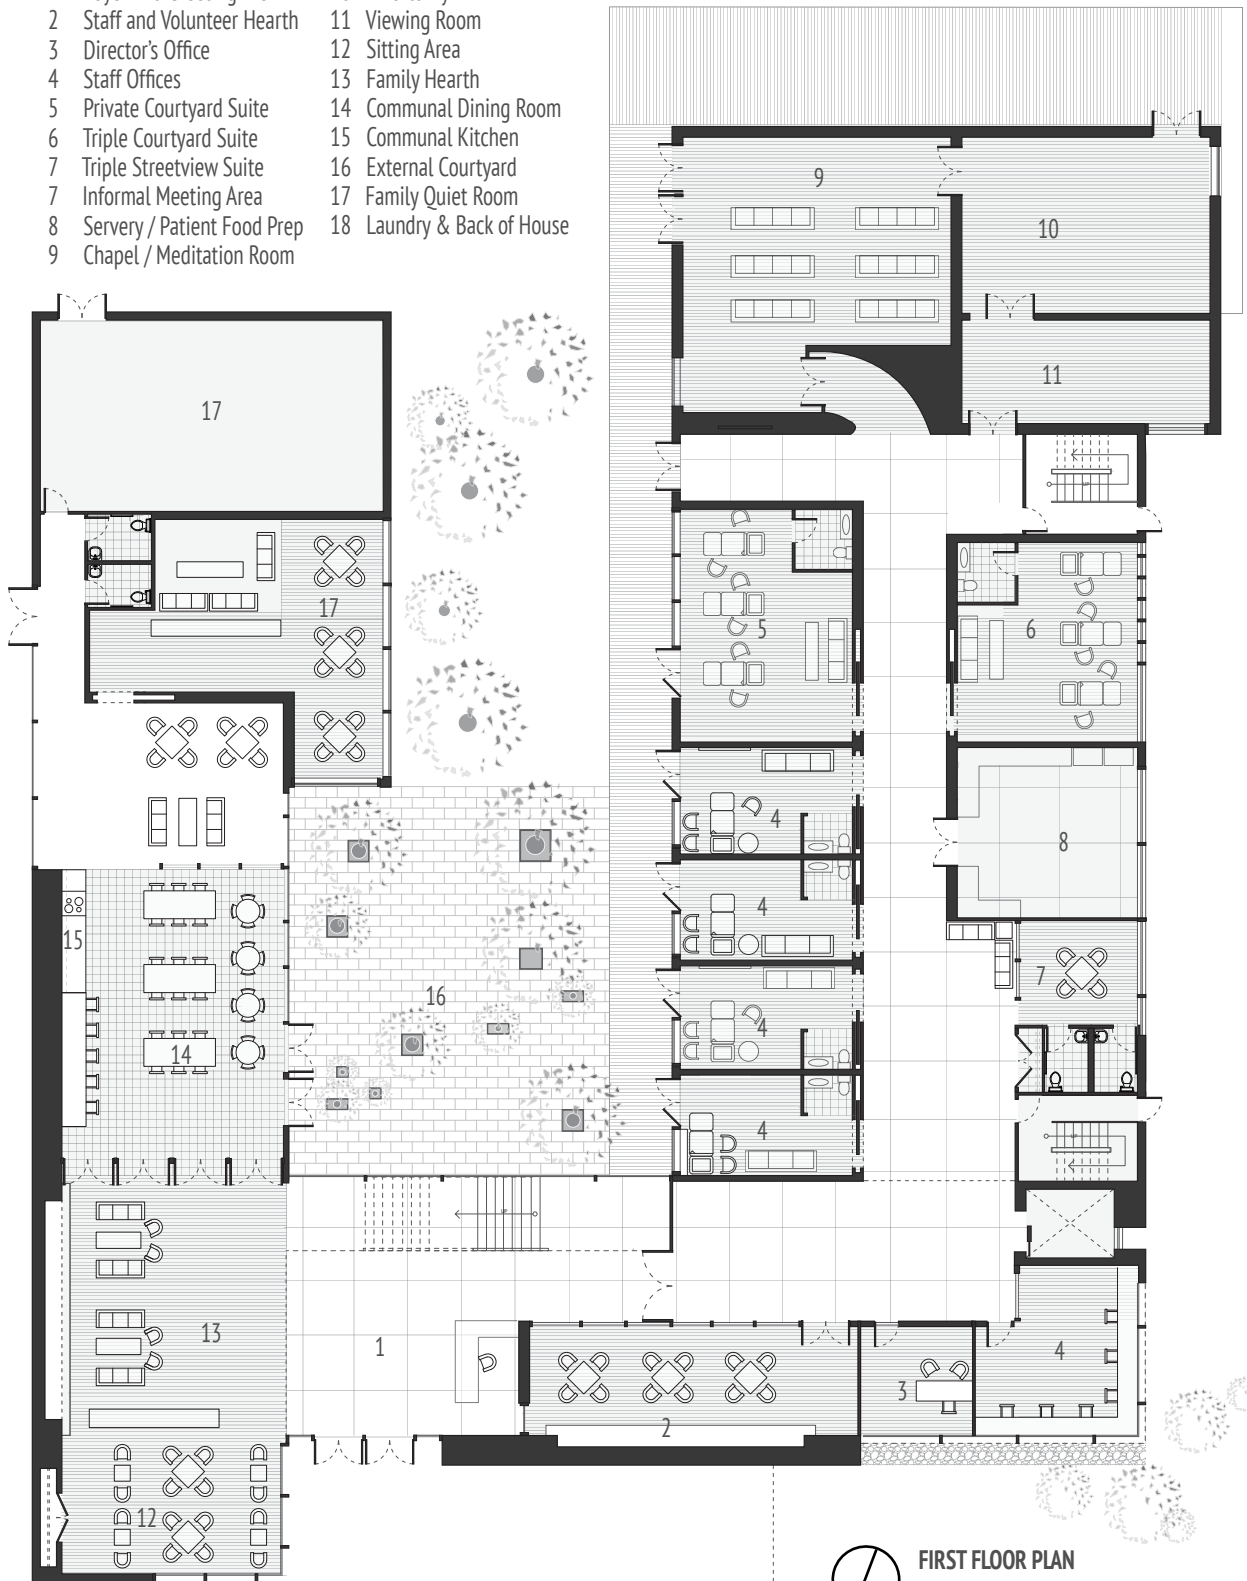 2 Staff and Volunteer Hearth
3 Director's Office
4 Staff Offices
5 Private Courtyard Suite
6 Triple Courtyard Suite
7 Triple Streetview Suite
7 Informal Meeting Area
8 Servery / Patient Food Prep
9 Chapel / Meditation Room
11 Viewing Room
12 Sitting Area
13 Family Hearth
14 Communal Dining Room
15 Communal Kitchen
16 External Courtyard
17 Family Quiet Room
18 Laundry & Back of House
9
10
11
17
17
5
6
4
8
4
15
7
16
4
14
4
13
1
4
3
2
12
FIRST FLOOR PLAN